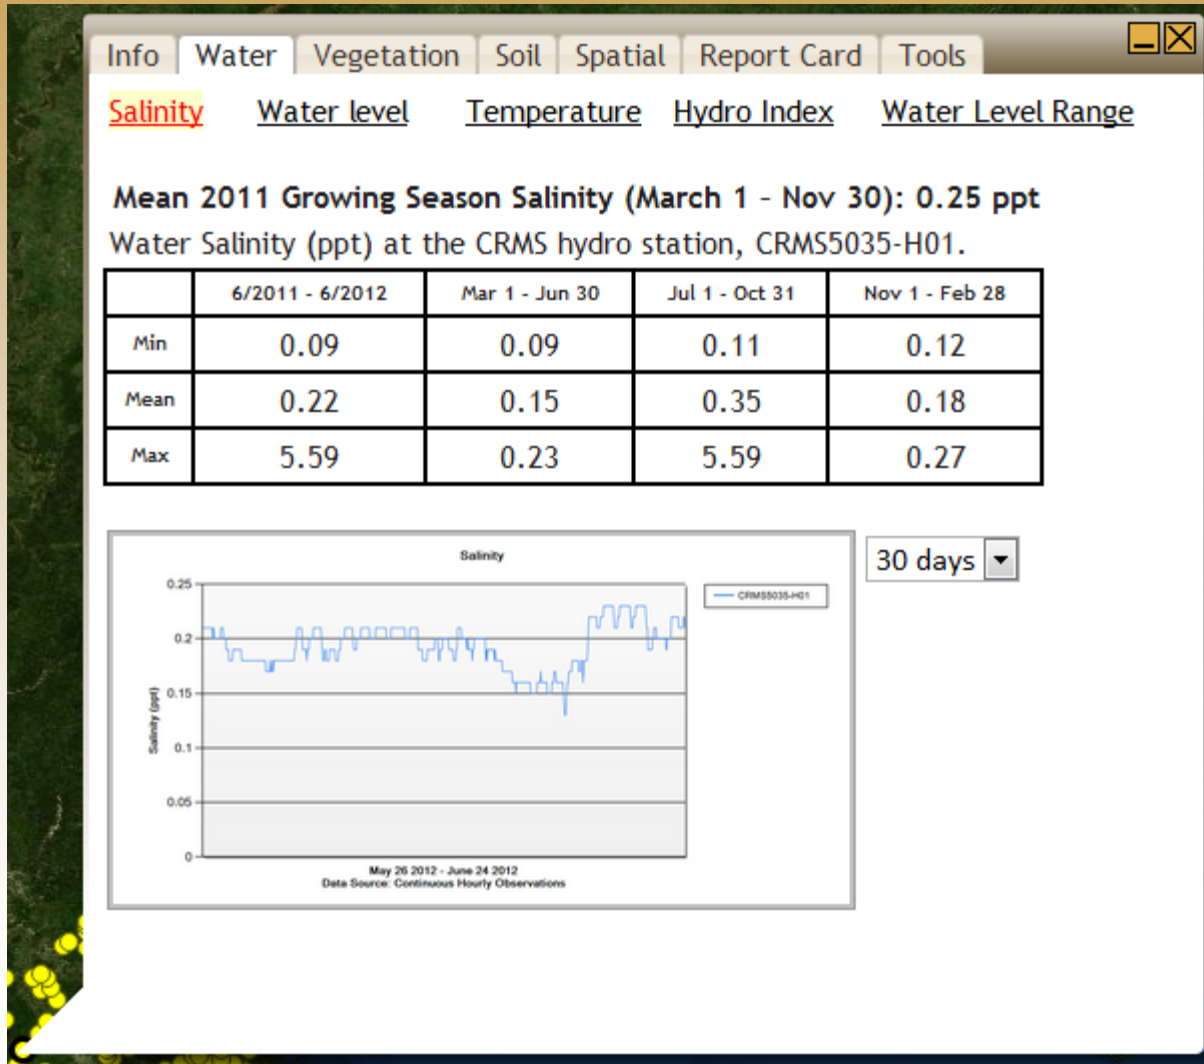 Info Water Vegetation Soil Spatial Report Card Tools
Salinity Water level Temperature Hydro Index Water Level Range
Mean 2011 Growing Season Salinity (March 1 - Nov 30): 0.25 ppt
Water Salinity (ppt) at the CRMS hydro station, CRMS5035-H01.
6/2011 - 6/2012 Mar 1 - Jun 30 Jul 1 - Oct 31 Nov 1 - Feb 28
Min 0.09 0.09 0.11 0.12
Mean 0.22 0.15 0.35 0.18
Max 5.59 0.23 5.59 0.27
30 days
Salinity
CRMS5035-H01
0.25
0.2
0.15
0.1
0.05
0
Salinity (ppt)
May 26 2012 - June 24 2012
Data Source: Continuous Hourly Observations